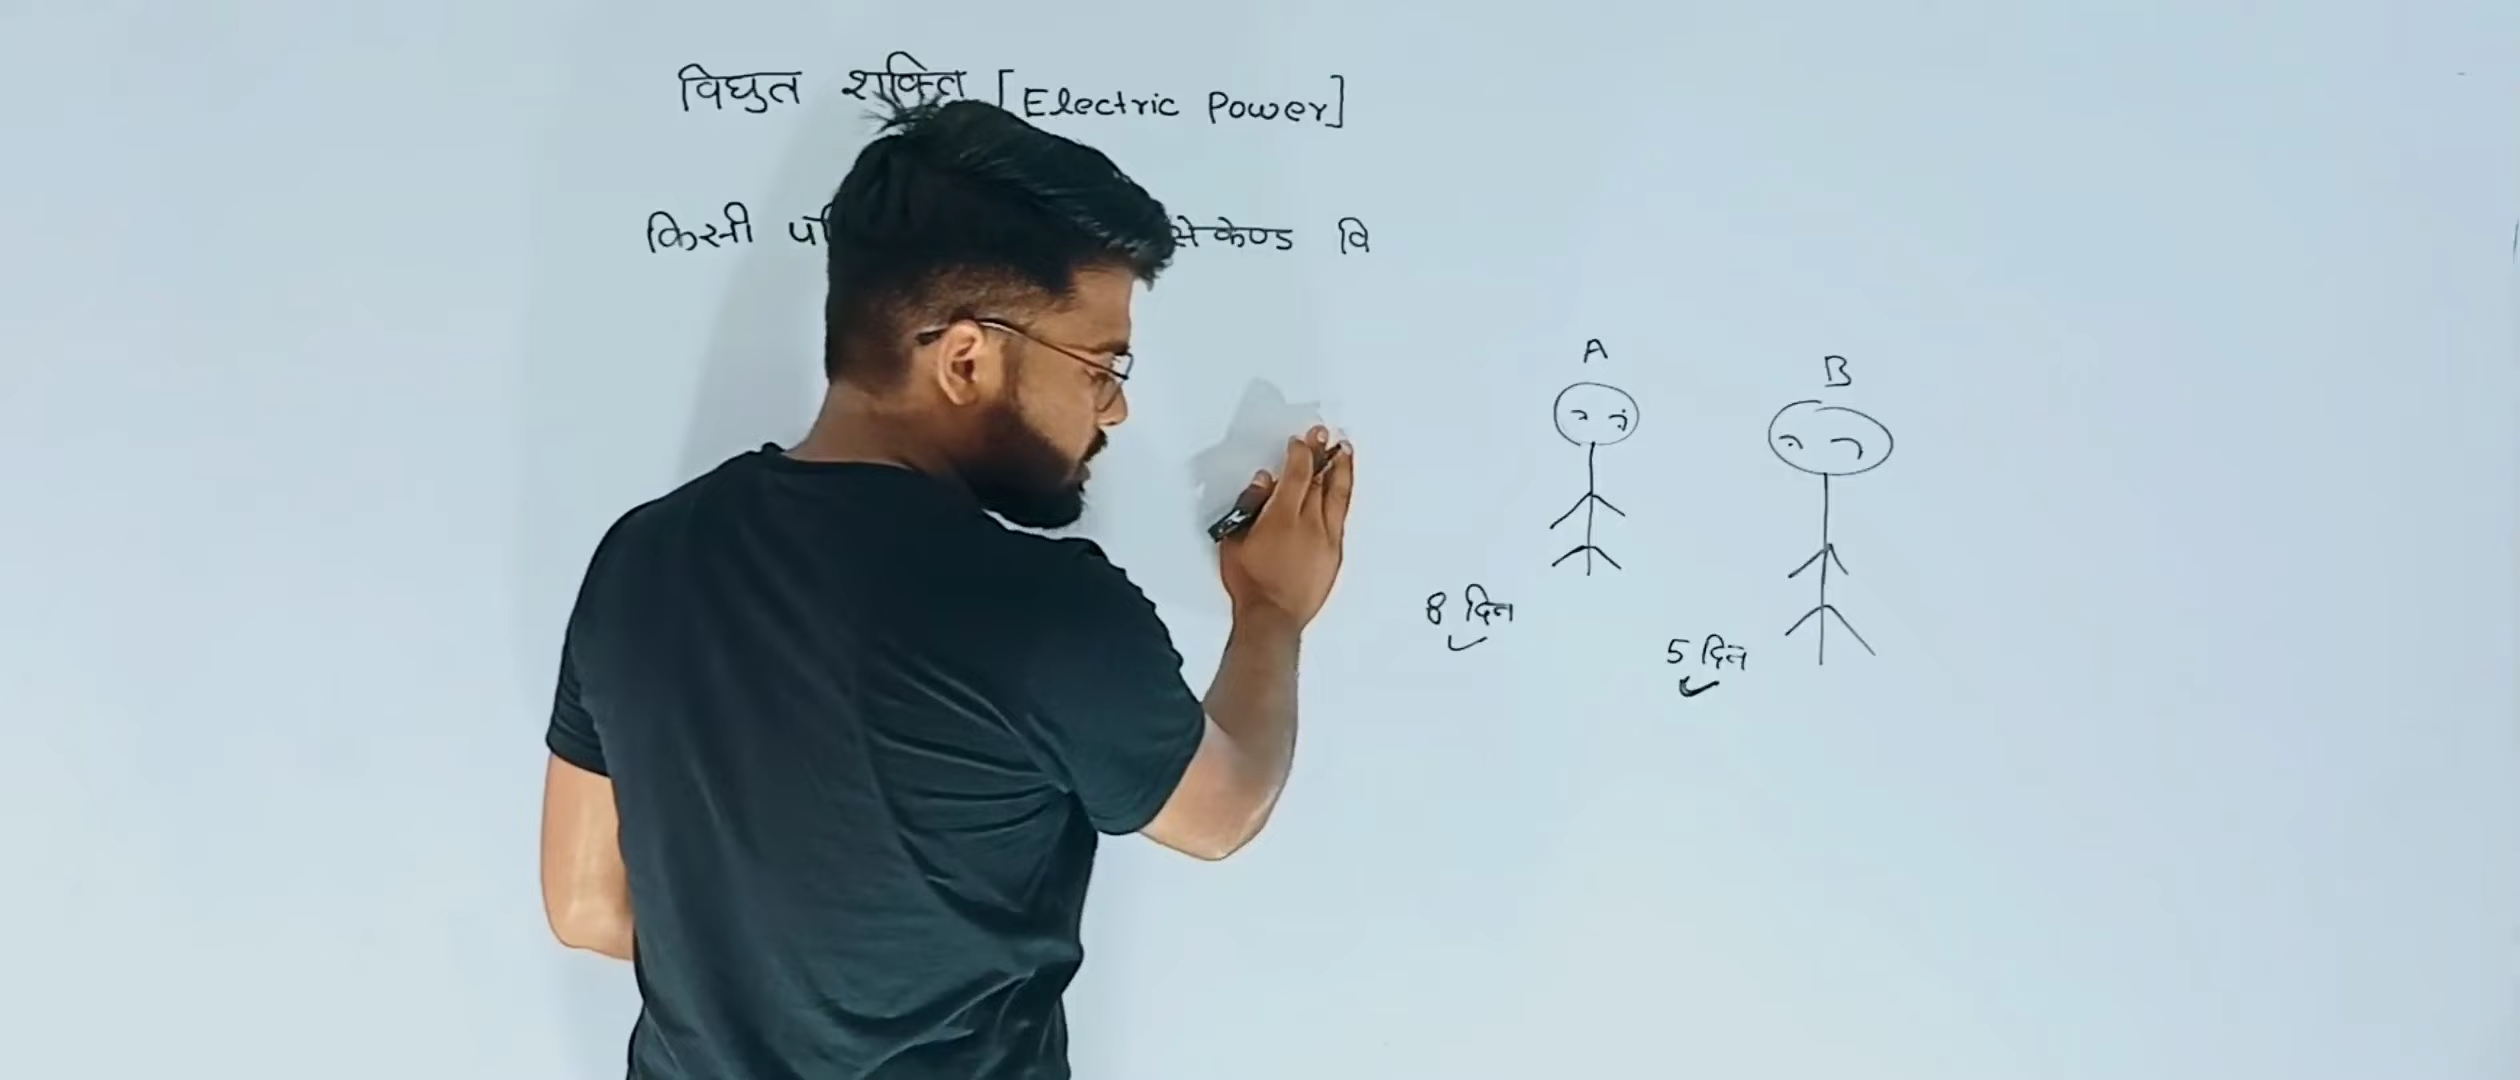 विद्युत शक्ति [Electric Power]
किसी सेकेण्ड वि
A
B
8 दिन
5 दिन